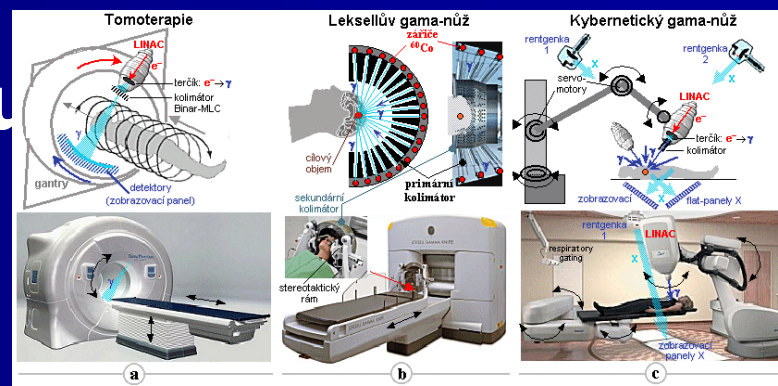 Tomoterapie
LINAC
e⁻
terčík: e⁻→γ
kolimátor
Binar-MLC
γ
gantry
detektory
(zobrazovací panel)
γ
a
Leksellův gama-nůž
zářiče
⁶⁰Co
γ
γ
γ
cílový
objem
primární
kolimátor
sekundární
kolimátor
stereotaktický
rám
b
Kybernetický gama-nůž
rentgenka
1
rentgenka
2
X
X
servo-
motory
LINAC
e⁻
terčík: e⁻→γ
kolimátor
γ
γ
X
zobrazovací
flat-panely X
rentgenka
1
LINAC
X
respiratory
gating
γ
zobrazovací
panely X
c